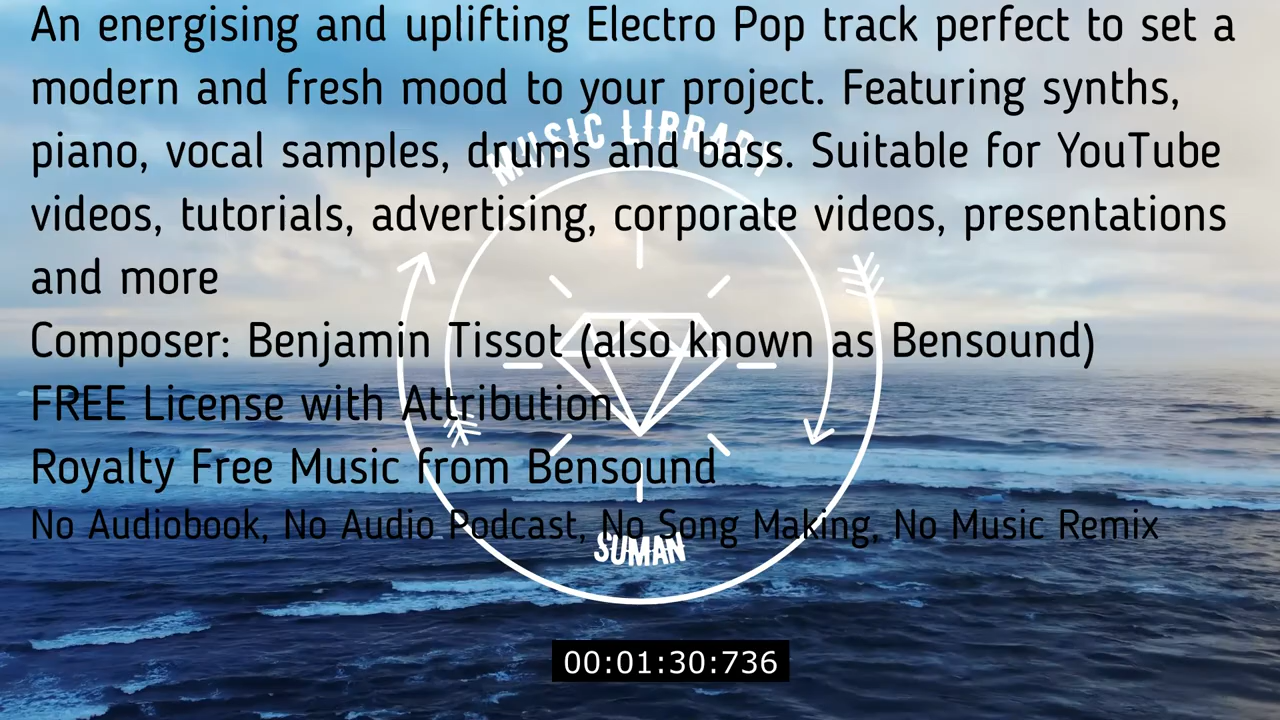 An energising and uplifting Electro Pop track perfect to set a
modern and fresh mood to your project. Featuring synths,
MUSIC LIBRARY
piano, vocal samples, drums and bass. Suitable for YouTube
videos, tutorials, advertising, corporate videos, presentations
and more
Composer: Benjamin Tissot (also known as Bensound)
FREE License with Attribution
Royalty Free Music from Bensound
No Audiobook, No Audio Podcast, No Song Making, No Music Remix
SUMAN
00:01:30:736